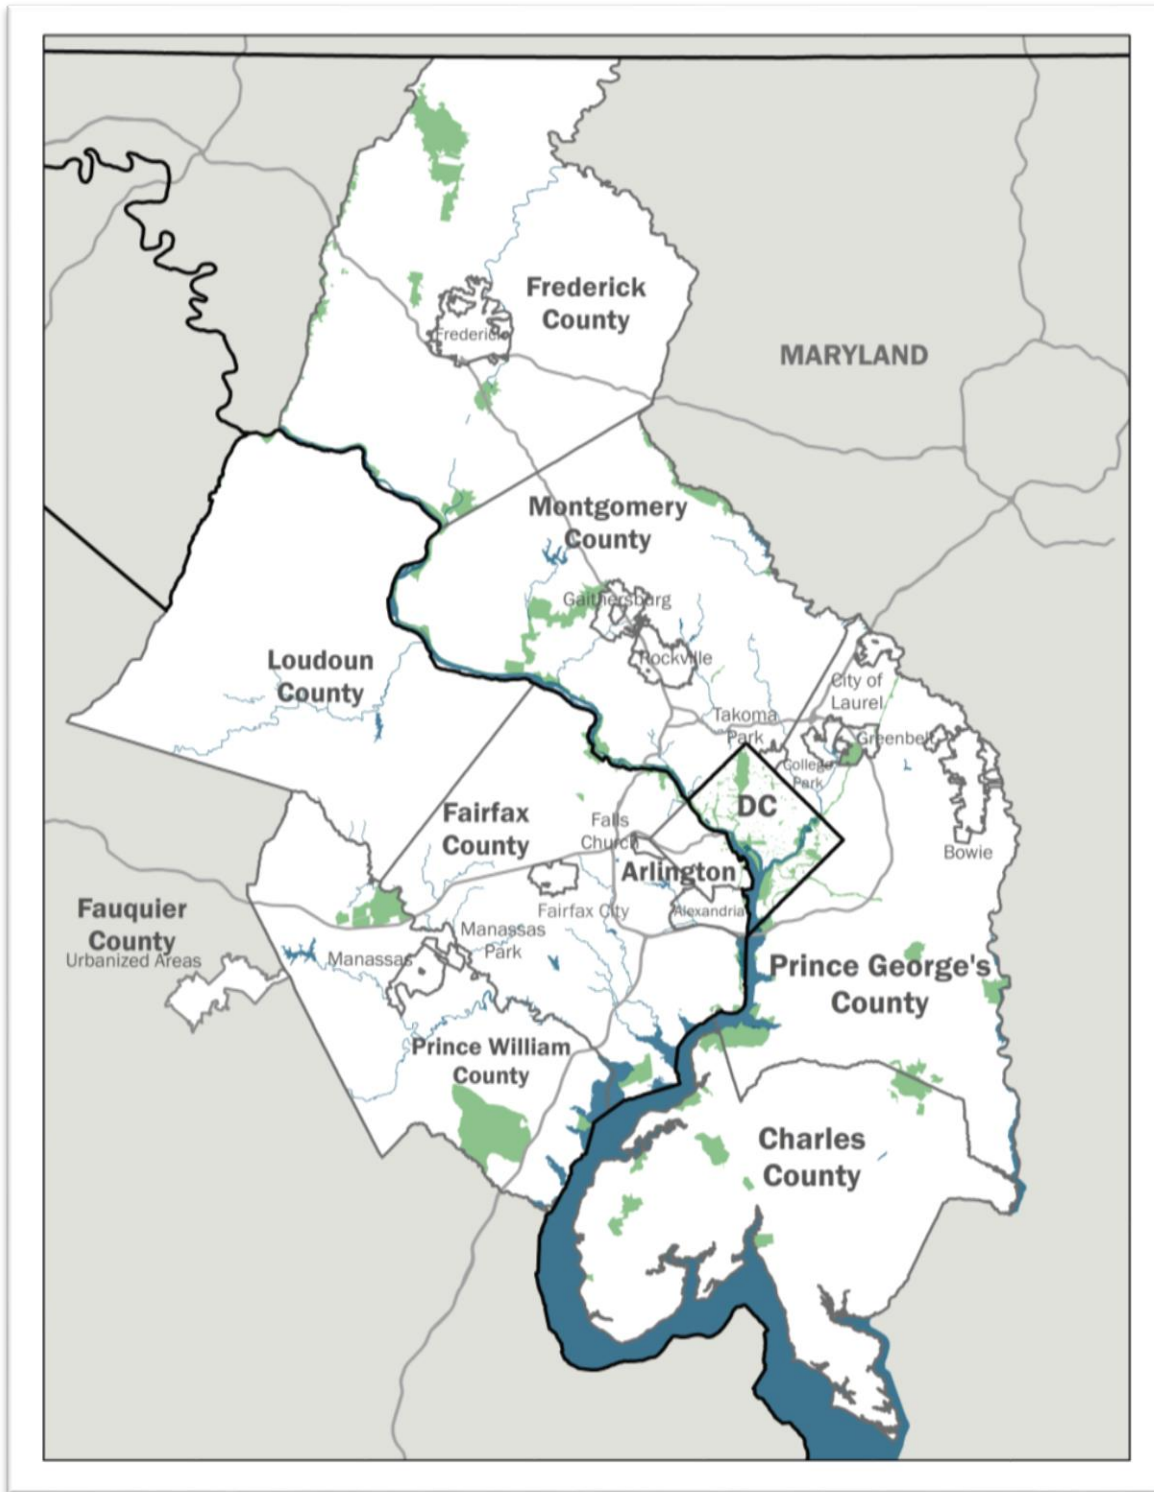 Frederick
County
Frederick
MARYLAND
Montgomery
County
Gaithersburg
Rockville
Loudoun
County
City of
Laurel
Takoma
Park
Greenbelt
College
Park
DC
Fairfax
County
Falls
Church
Bowie
Arlington
Fauquier
County
Urbanized Areas
Fairfax City
Alexandria
Manassas
Park
Manassas
Prince George's
County
Prince William
County
Charles
County